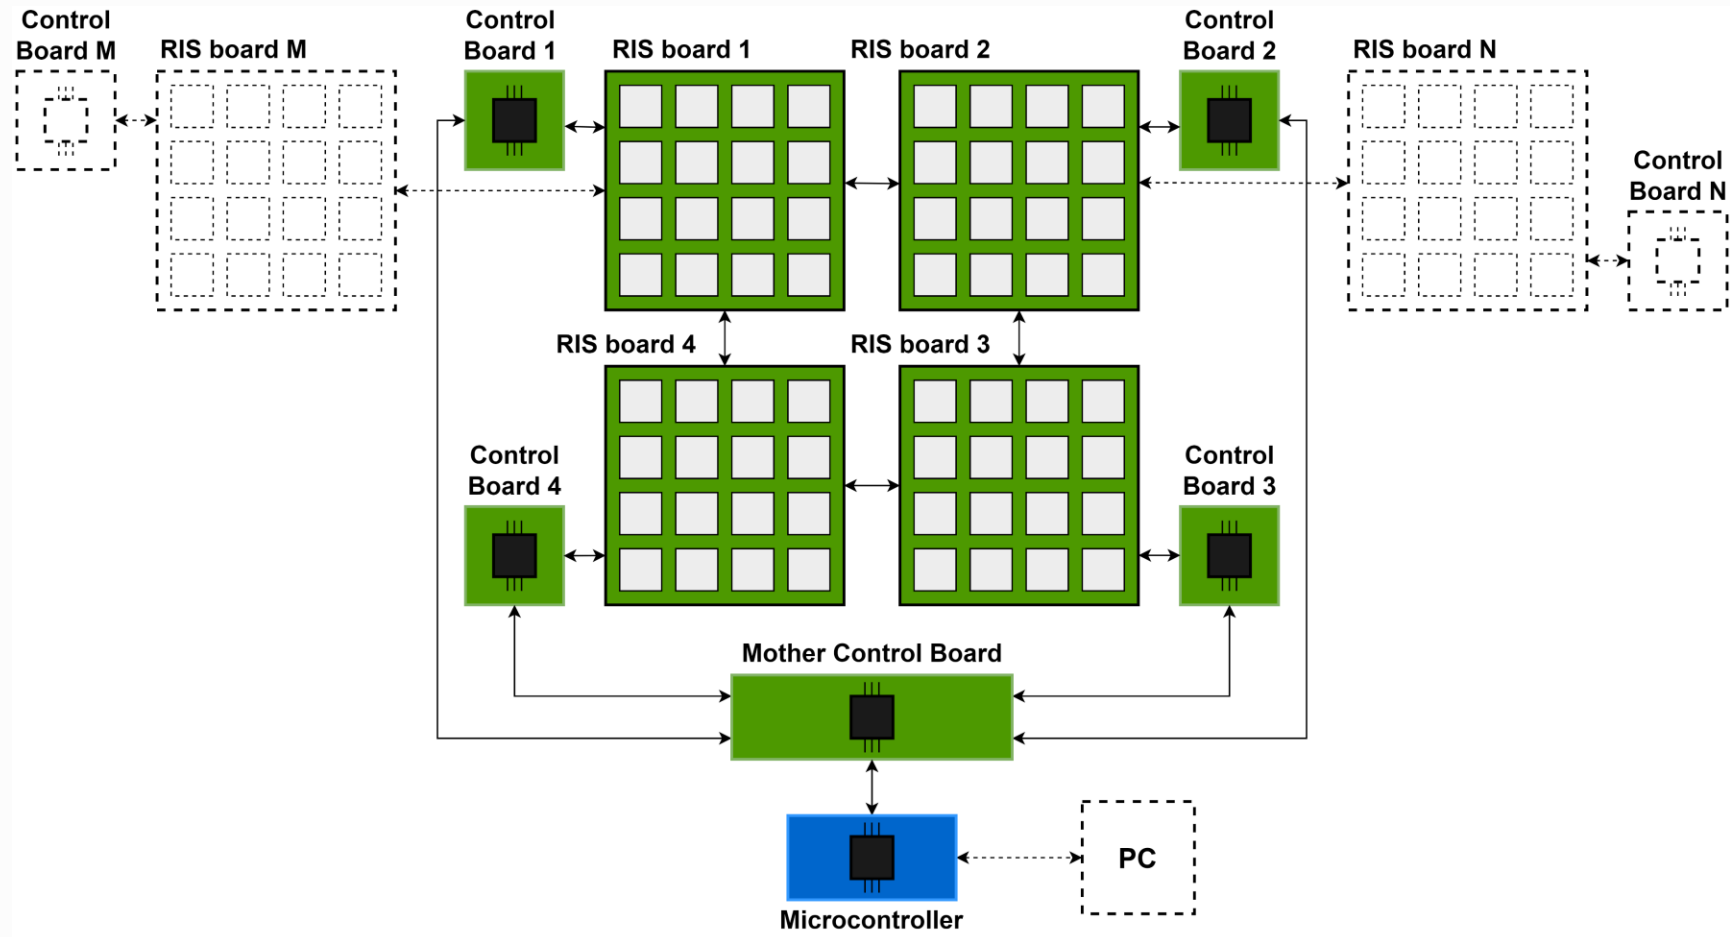 Control
Board M
RIS board M
Control
Board 1
RIS board 1
RIS board 2
Control
Board 2
RIS board N
Control
Board N
RIS board 4
RIS board 3
Control
Board 4
Control
Board 3
Mother Control Board
PC
Microcontroller